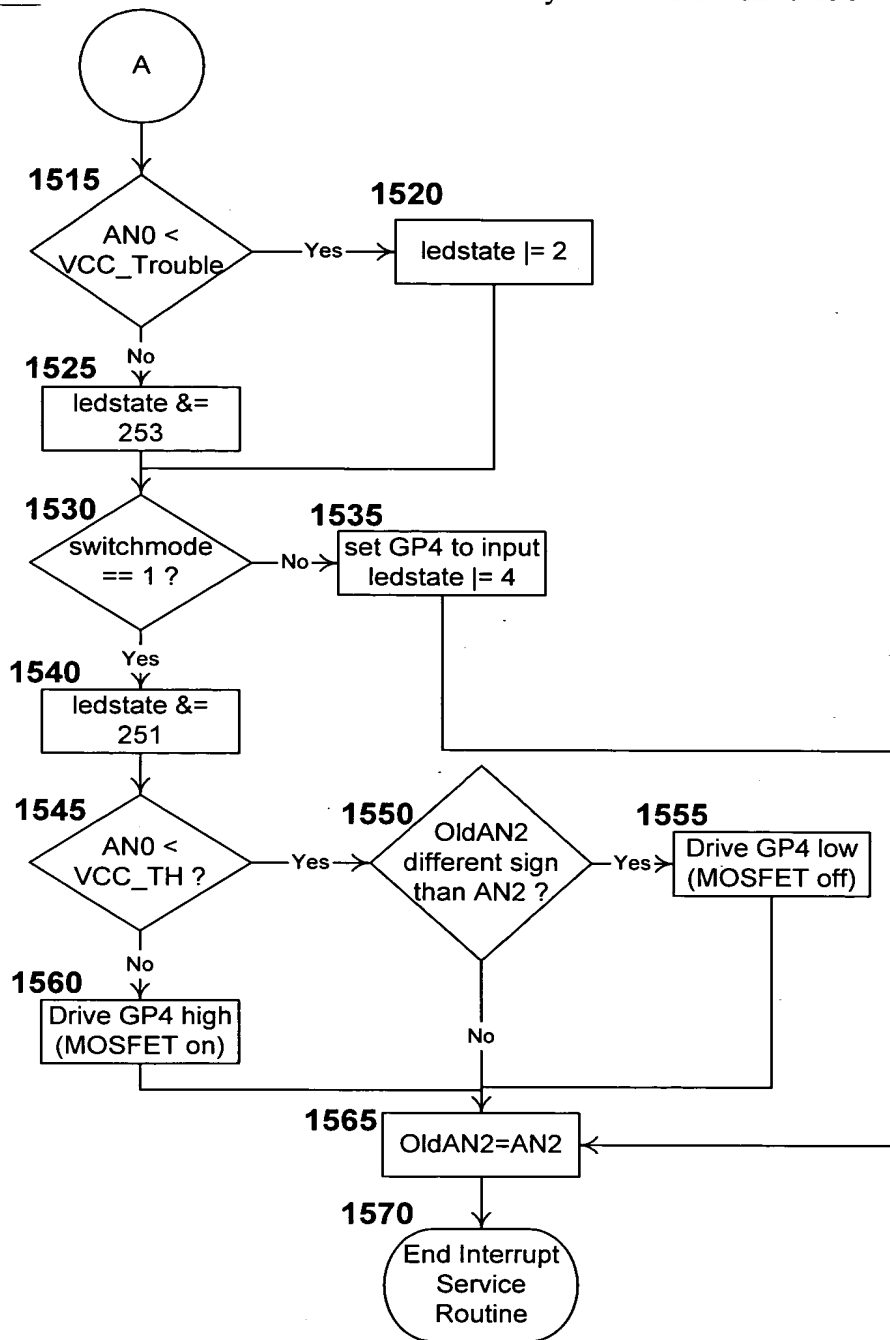 A
1515
AN0 <
VCC_Trouble
Yes
1520
ledstate |= 2
No
1525
ledstate &=
253
1530
switchmode
== 1 ?
No
1535
set GP4 to input
ledstate |= 4
Yes
1540
ledstate &=
251
1545
AN0 <
VCC_TH ?
Yes
1550
OldAN2
different sign
than AN2 ?
Yes
1555
Drive GP4 low
(MOSFET off)
No
1560
Drive GP4 high
(MOSFET on)
No
1565
OldAN2=AN2
1570
End Interrupt
Service
Routine